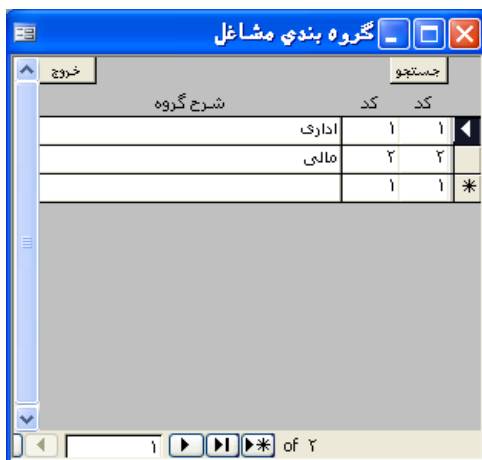 گروه بندي مشاغل
جستجو خروج
کد کد شرح گروه
۱ ۱ اداری
۲ ۲ مالی
۱ ۱
۱ of ۲